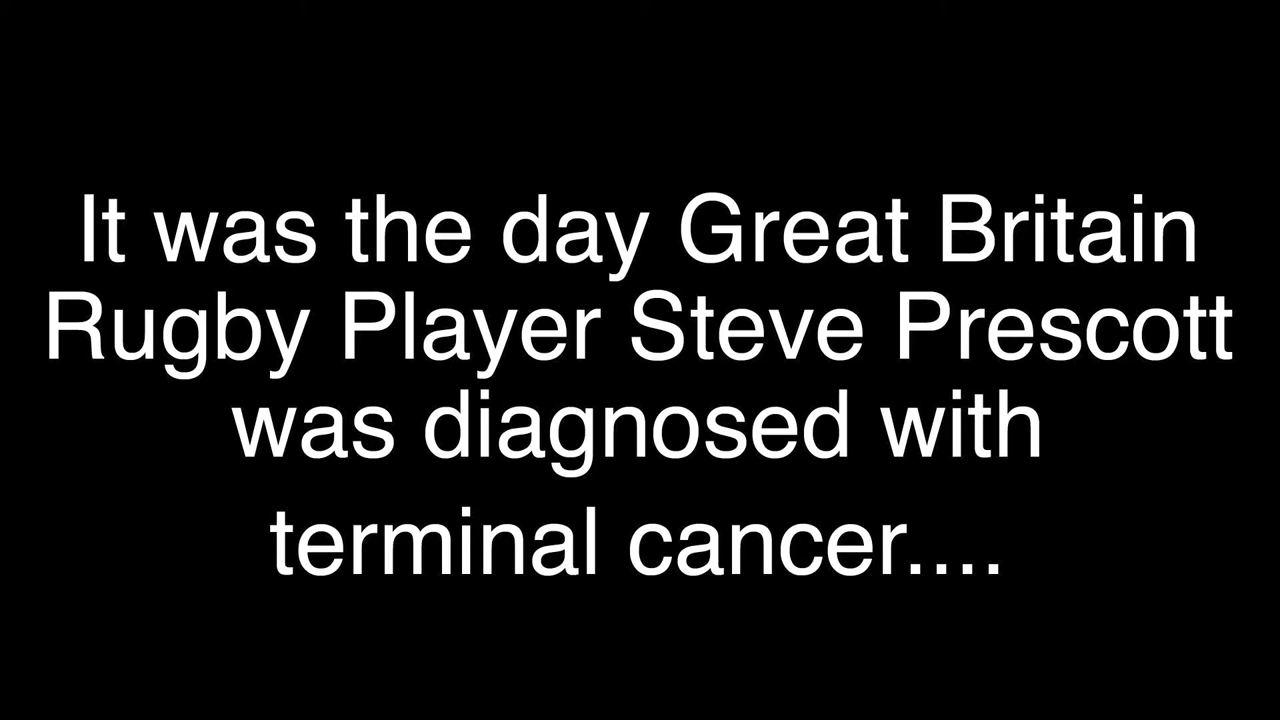 It was the day Great Britain
Rugby Player Steve Prescott
was diagnosed with
terminal cancer....